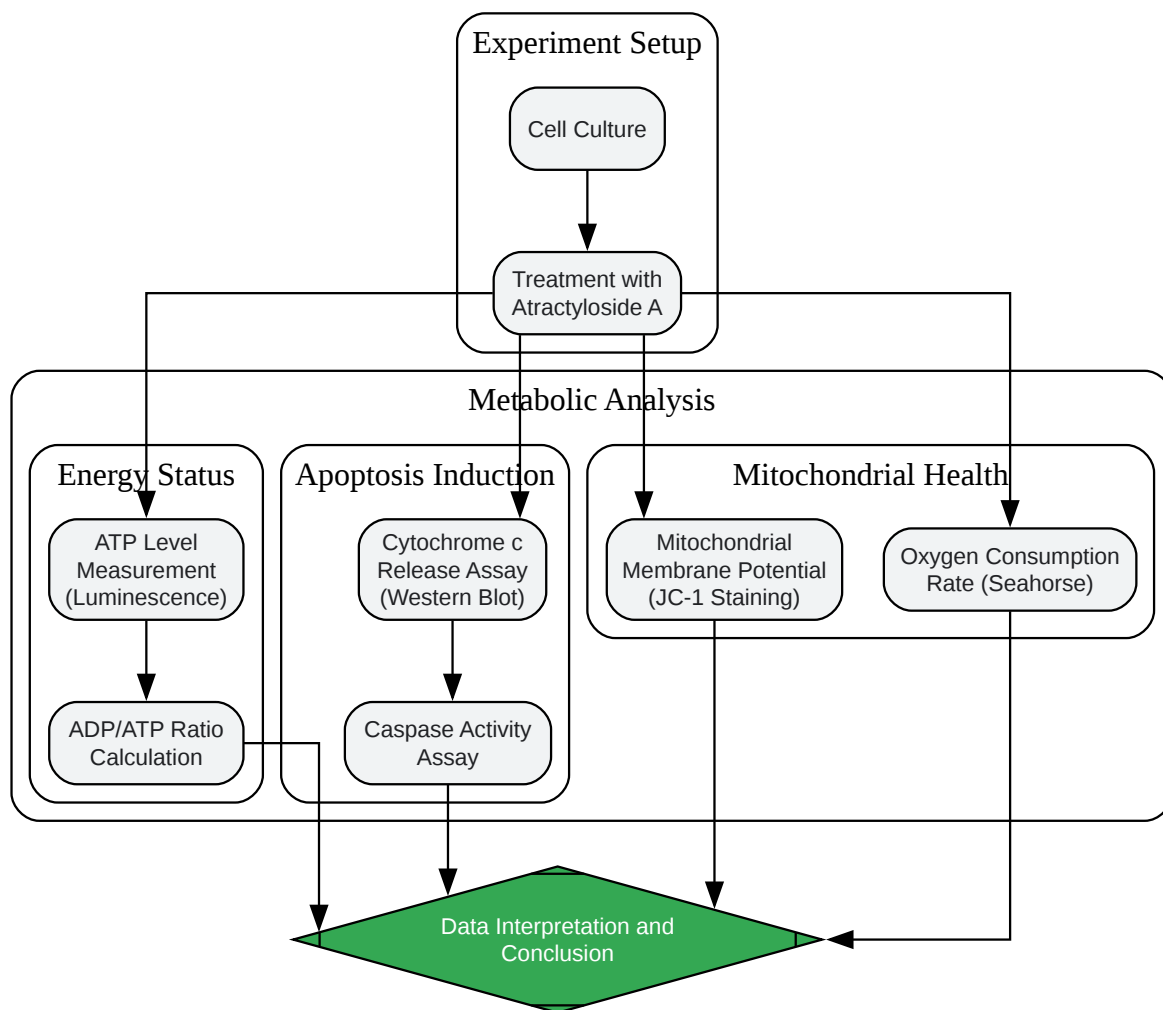 Experiment Setup
Cell Culture
Treatment with
Atractyloside A
Metabolic Analysis
Energy Status
ATP Level
Measurement
(Luminescence)
ADP/ATP Ratio
Calculation
Apoptosis Induction
Cytochrome c
Release Assay
(Western Blot)
Caspase Activity
Assay
Mitochondrial Health
Mitochondrial
Membrane Potential
(JC-1 Staining)
Oxygen Consumption
Rate (Seahorse)
Data Interpretation and
Conclusion